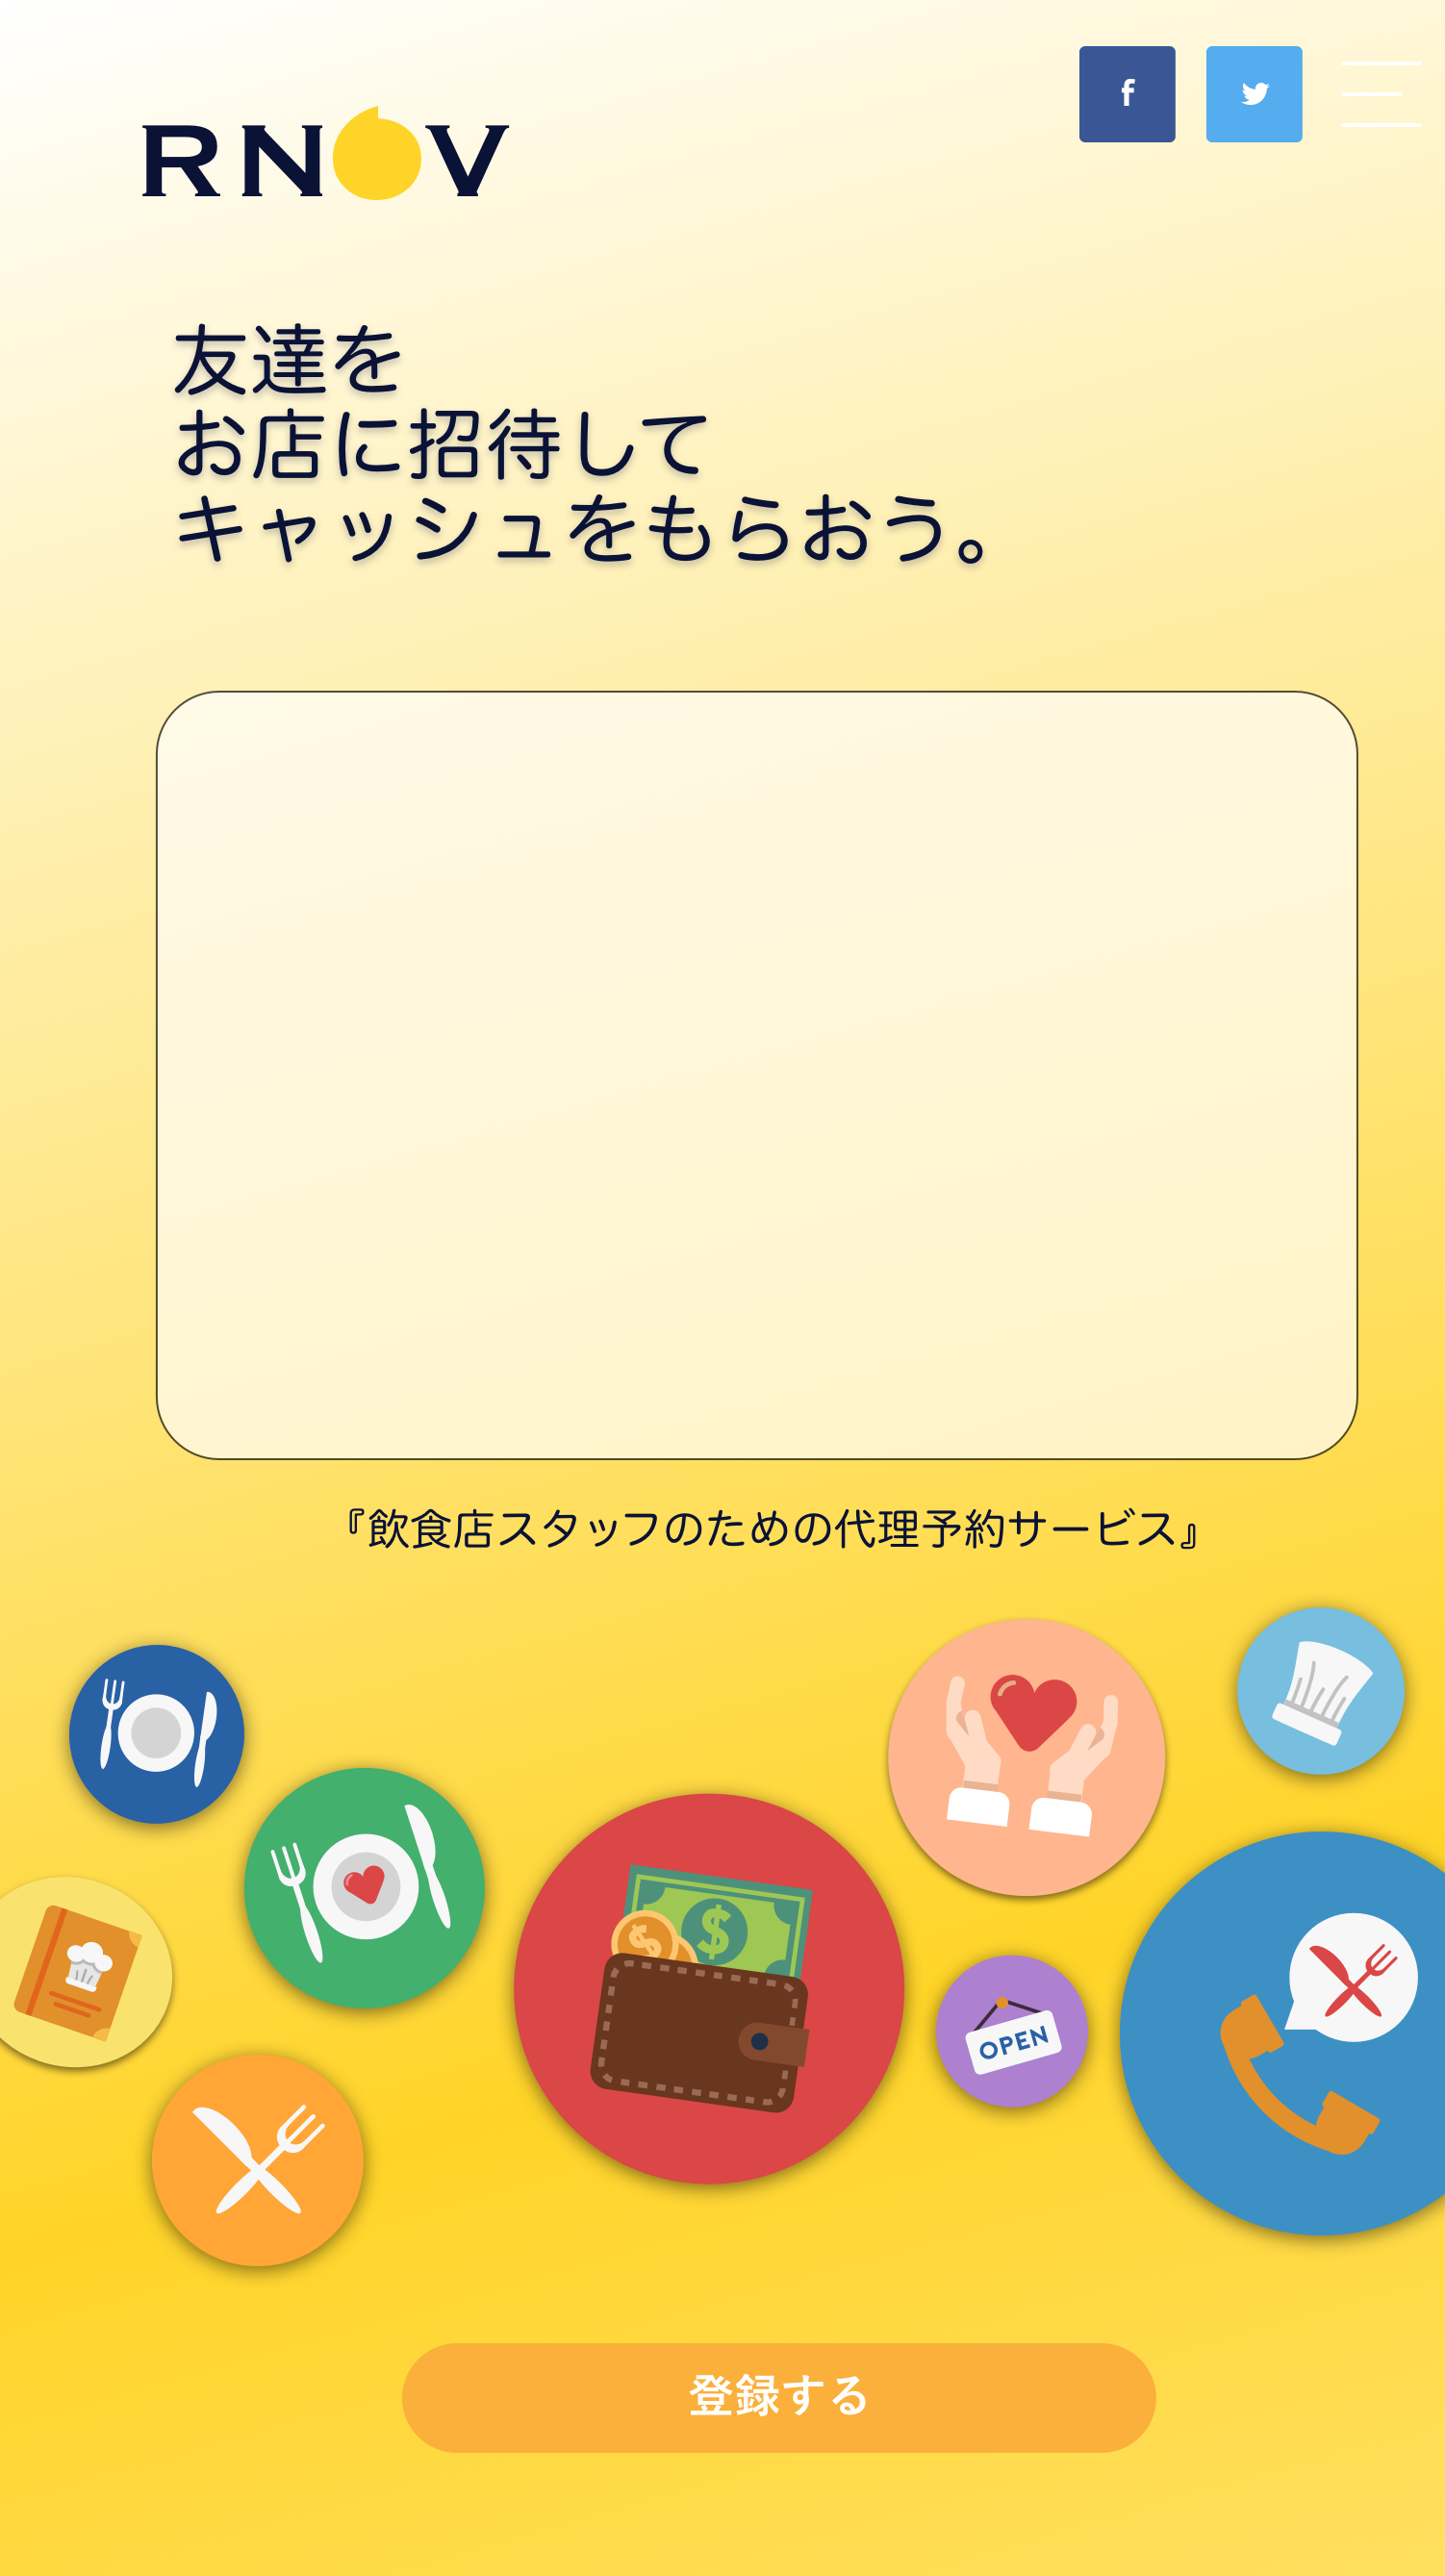 RNOV
f
友達を
お店に招待して
キャッシュをもらおう。
『飲食店スタッフのための代理予約サービス』
$
$
OPEN
登録する